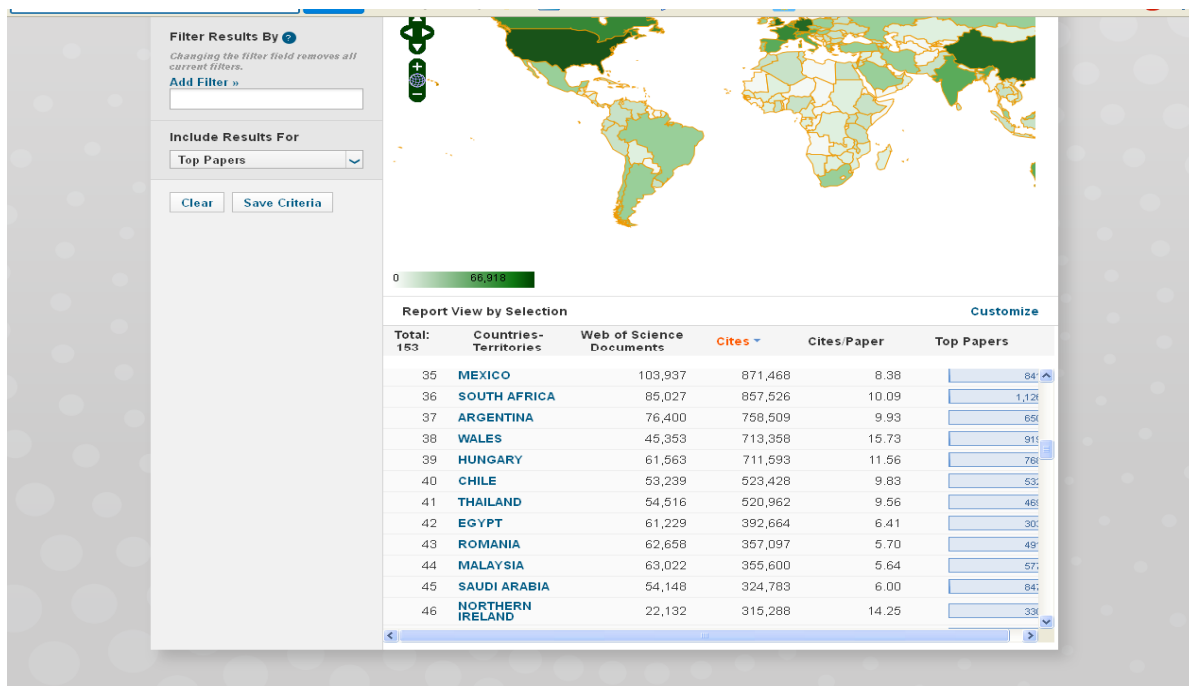 Filter Results By ?
Changing the filter field removes all
current filters.
Add Filter »
Include Results For
Top Papers
Clear Save Criteria
0 66,918
Report View by Selection Customize
Total: 153 Countries-Territories Web of Science Documents Cites Cites/Paper Top Papers
35 MEXICO 103,937 871,468 8.38
36 SOUTH AFRICA 85,027 857,526 10.09
37 ARGENTINA 76,400 758,509 9.93
38 WALES 45,353 713,358 15.73
39 HUNGARY 61,563 711,593 11.56
40 CHILE 53,239 523,428 9.83
41 THAILAND 54,516 520,962 9.56
42 EGYPT 61,229 392,664 6.41
43 ROMANIA 62,658 357,097 5.70
44 MALAYSIA 63,022 355,600 5.64
45 SAUDI ARABIA 54,148 324,783 6.00
46 NORTHERN IRELAND 22,132 315,288 14.25